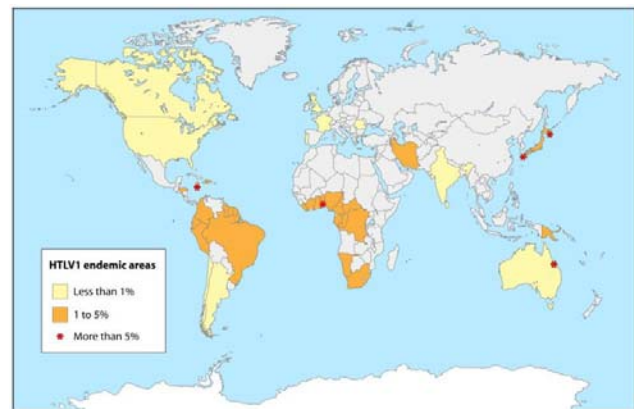 HTLV1 endemic areas
Less than 1%
1 to 5%
More than 5%